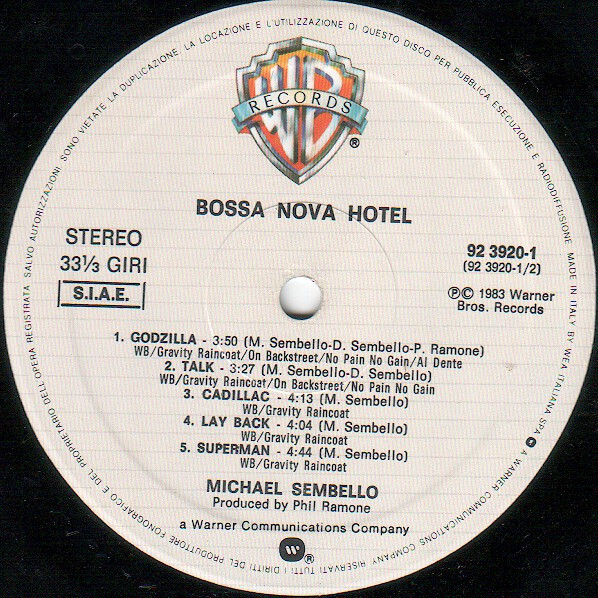 SONO VIETATE LA DUPLICAZIONE, LA LOCAZIONE E L'UTILIZZAZIONE DI QUESTO DISCO PER PUBBLICA ESECUZIONE E RADIODIFFUSIONE MADE IN ITALY BY WEA ITALIANA SPA
A WARNER COMMUNICATIONS COMPANY RISERVATI TUTTI I DIRITTI DEL PRODUTTORE FONOGRAFICO E DEL PROPRIETARIO DELL'OPERA REGISTRATA SALVO AUTORIZZAZIONI
WB
RECORDS
®
BOSSA NOVA HOTEL
STEREO
33⅓ GIRI
S.I.A.E.
92 3920-1
(92 3920-1/2)
Ⓟ© 1983 Warner
Bros. Records
1. GODZILLA - 3:50 (M. Sembello-D. Sembello-P. Ramone)
WB/Gravity Raincoat/On Backstreet/No Pain No Gain/Al Dente
2. TALK - 3:27 (M. Sembello-D. Sembello)
WB/Gravity Raincoat/On Backstreet/No Pain No Gain
3. CADILLAC - 4:13 (M. Sembello)
WB/Gravity Raincoat
4. LAY BACK - 4:04 (M. Sembello)
WB/Gravity Raincoat
5. SUPERMAN - 4:44 (M. Sembello)
WB/Gravity Raincoat
MICHAEL SEMBELLO
Produced by Phil Ramone
a Warner Communications Company
®